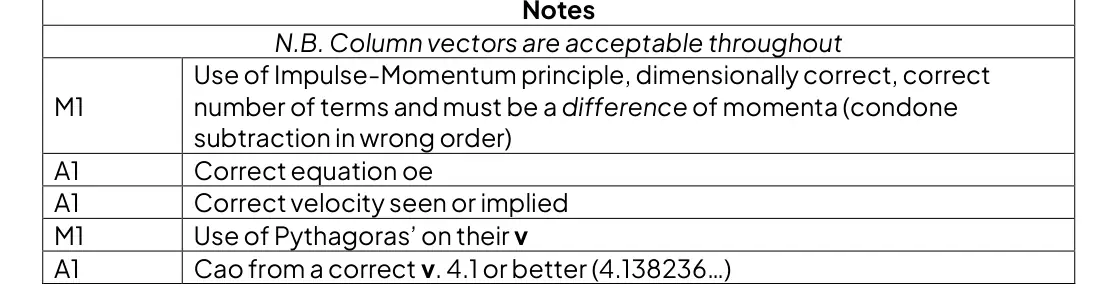 Notes
N.B. Column vectors are acceptable throughout
M1 Use of Impulse-Momentum principle, dimensionally correct, correct
number of terms and must be a difference of momenta (condone
subtraction in wrong order)
A1 Correct equation oe
A1 Correct velocity seen or implied
M1 Use of Pythagoras’ on their v
A1 Cao from a correct v. 4.1 or better (4.138236…)